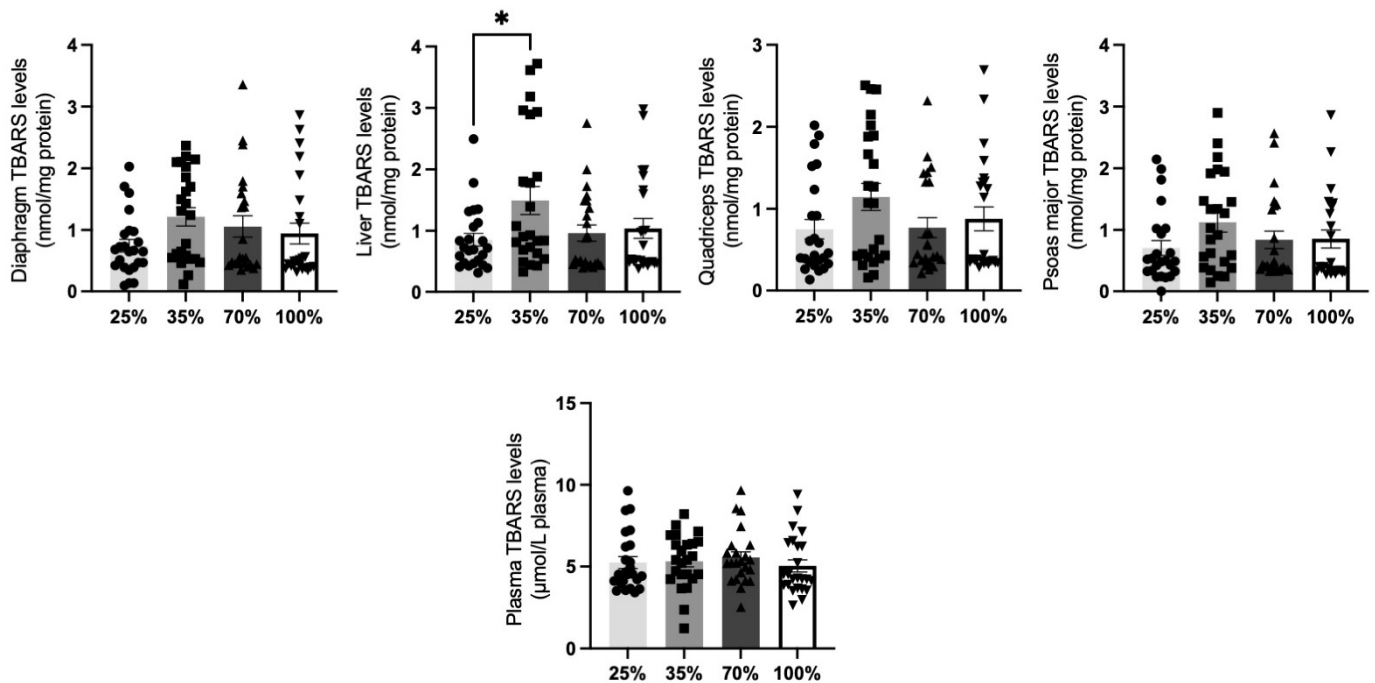 *
Diaphragm TBARS levels
(nmol/mg protein)
4
3
2
1
0
25% 35% 70% 100%
Liver TBARS levels
(nmol/mg protein)
4
3
2
1
0
25% 35% 70% 100%
Quadriceps TBARS levels
(nmol/mg protein)
3
2
1
0
25% 35% 70% 100%
Psoas major TBARS levels
(nmol/mg protein)
4
3
2
1
0
25% 35% 70% 100%
Plasma TBARS levels
(μmol/L plasma)
15
10
5
0
25% 35% 70% 100%